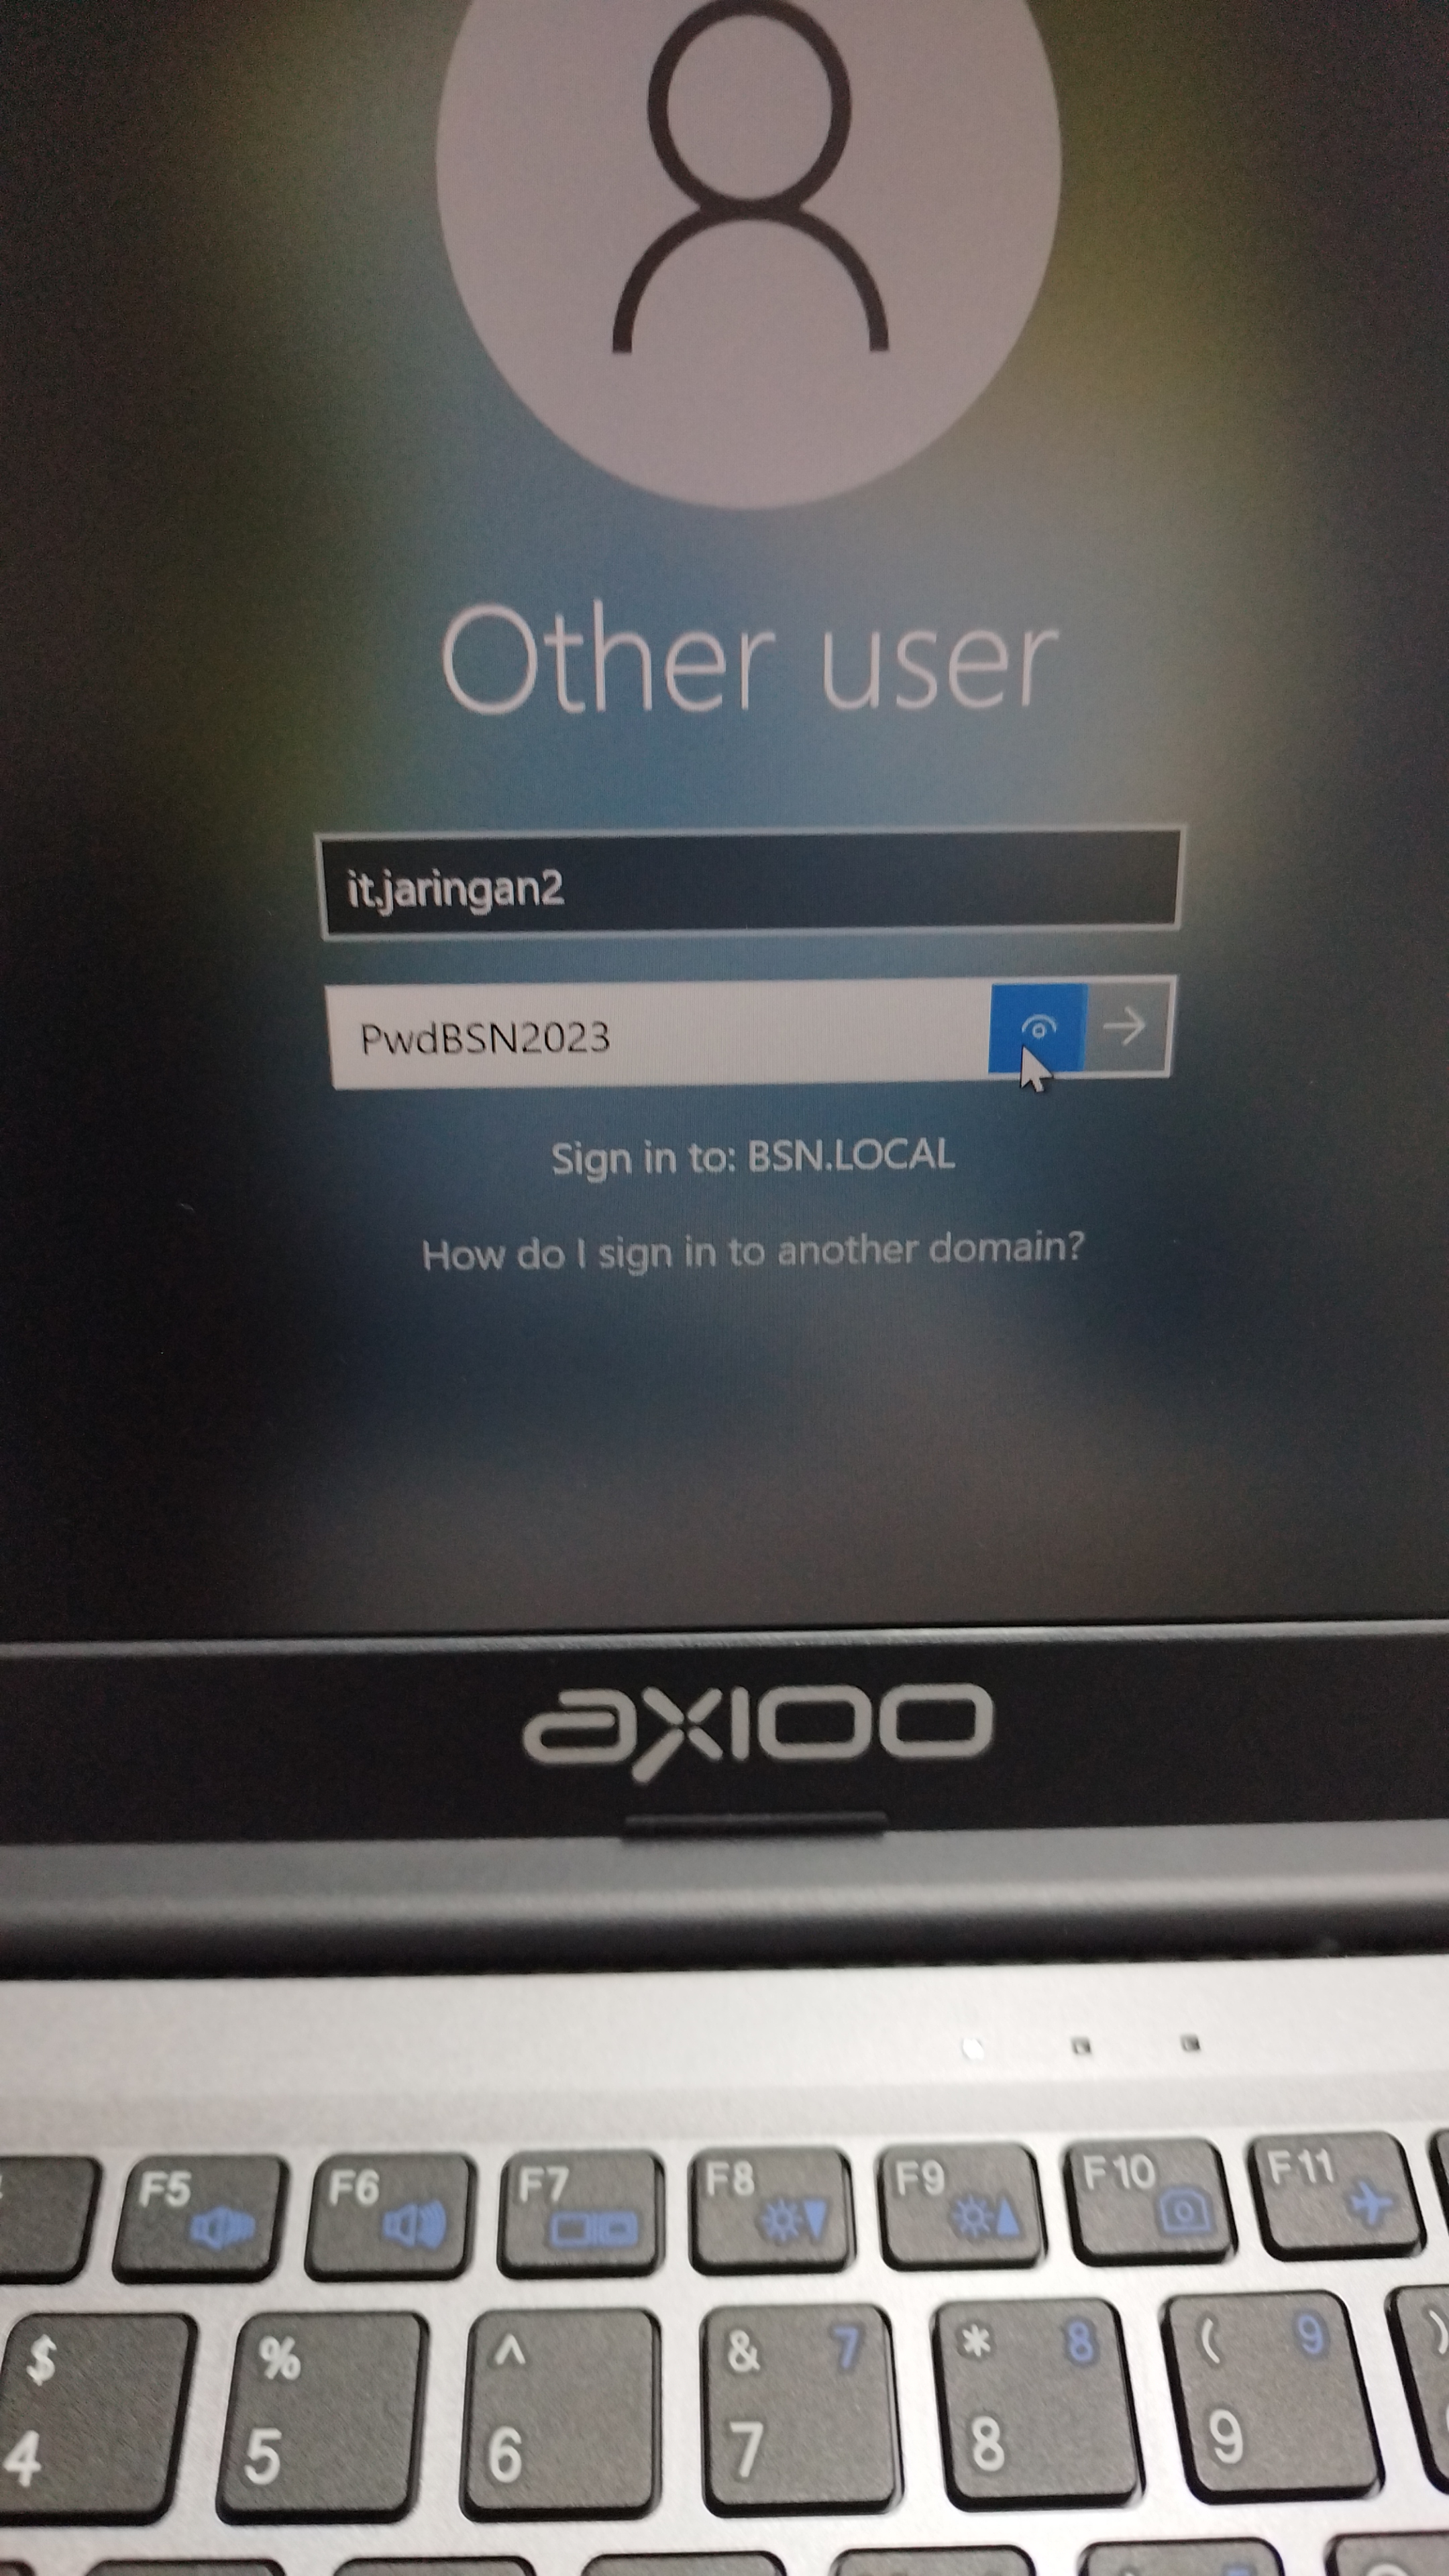 Other user
it.jaringan2
PwdBSN2023
Sign in to: BSN.LOCAL
How do I sign in to another domain?
axioo
F5 F6 F7 F8 F9 F10 F11
$ % ^ & 7 * 8 ( 9 )
4 5 6 7 8 9